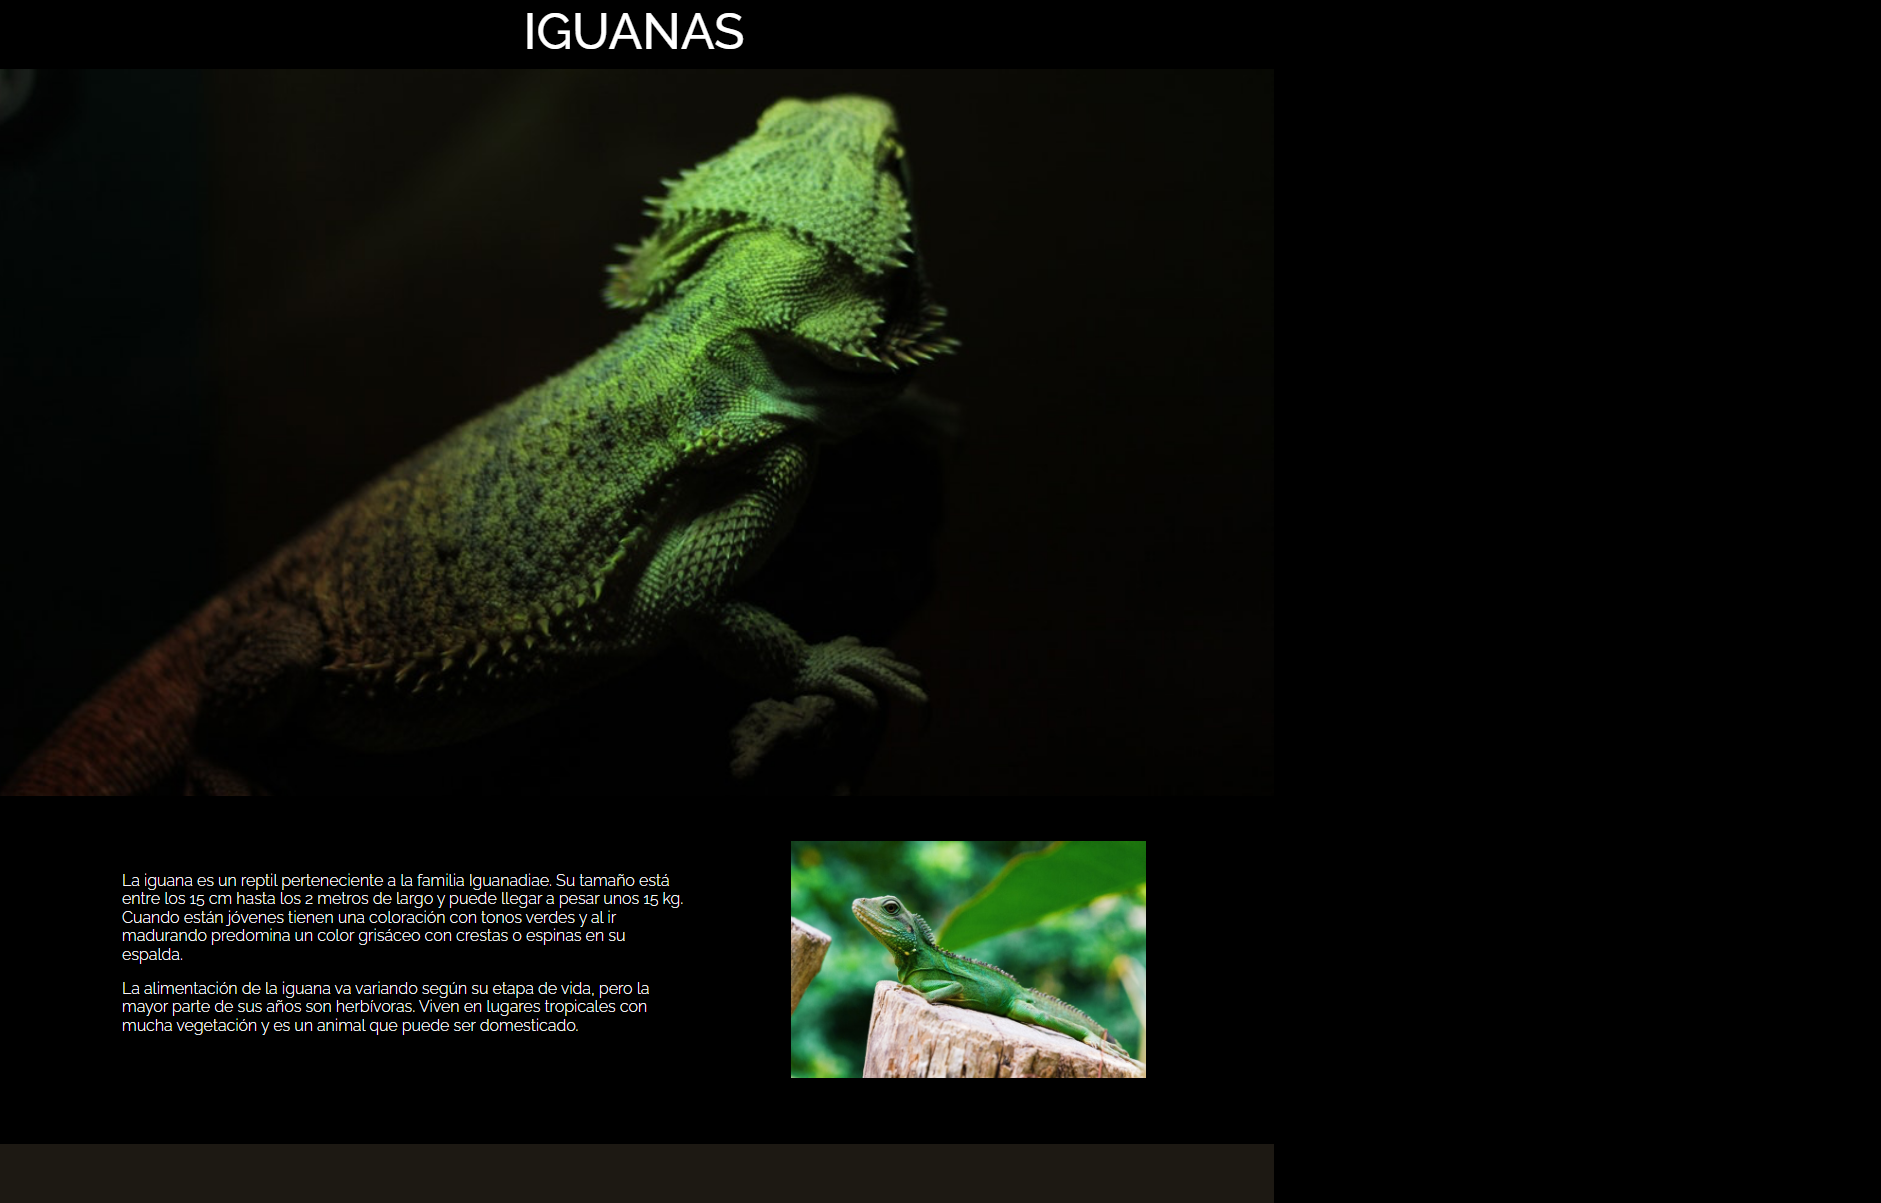 IGUANAS
La iguana es un reptil perteneciente a la familia Iguanadiae. Su tamaño está
entre los 15 cm hasta los 2 metros de largo y puede llegar a pesar unos 15 kg.
Cuando están jóvenes tienen una coloración con tonos verdes y al ir
madurando predomina un color grisáceo con crestas o espinas en su
espalda.
La alimentación de la iguana va variando según su etapa de vida, pero la
mayor parte de sus años son herbívoras. Viven en lugares tropicales con
mucha vegetación y es un animal que puede ser domesticado.